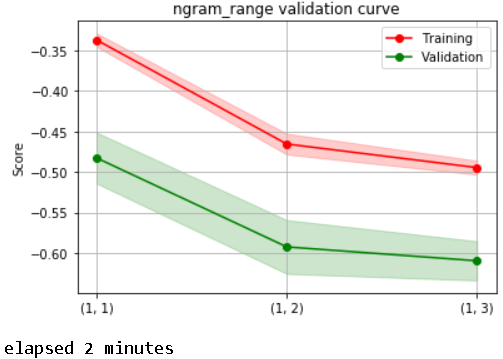 ngram_range validation curve
Training
Validation
Score
−0.35
−0.40
−0.45
−0.50
−0.55
−0.60
(1, 1)
(1, 2)
(1, 3)
elapsed 2 minutes